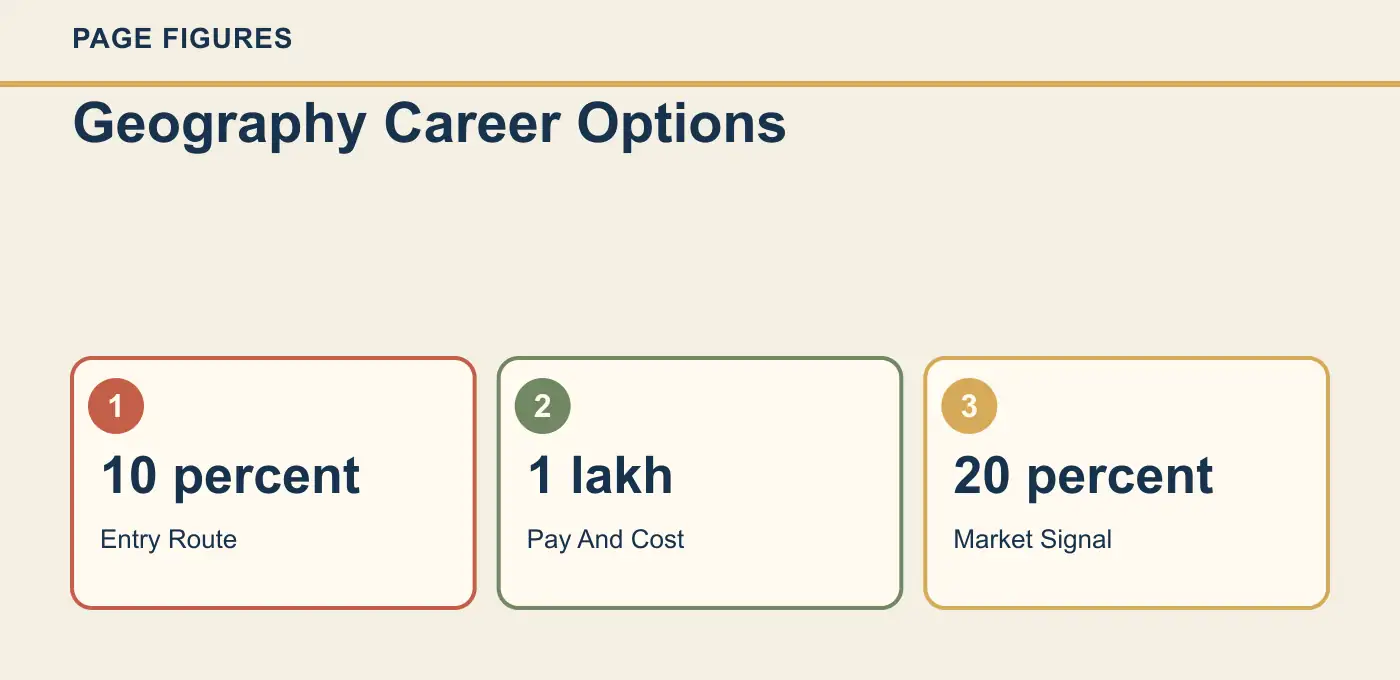 PAGE FIGURES
Geography Career Options
1
10 percent
Entry Route
2
1 lakh
Pay And Cost
3
20 percent
Market Signal